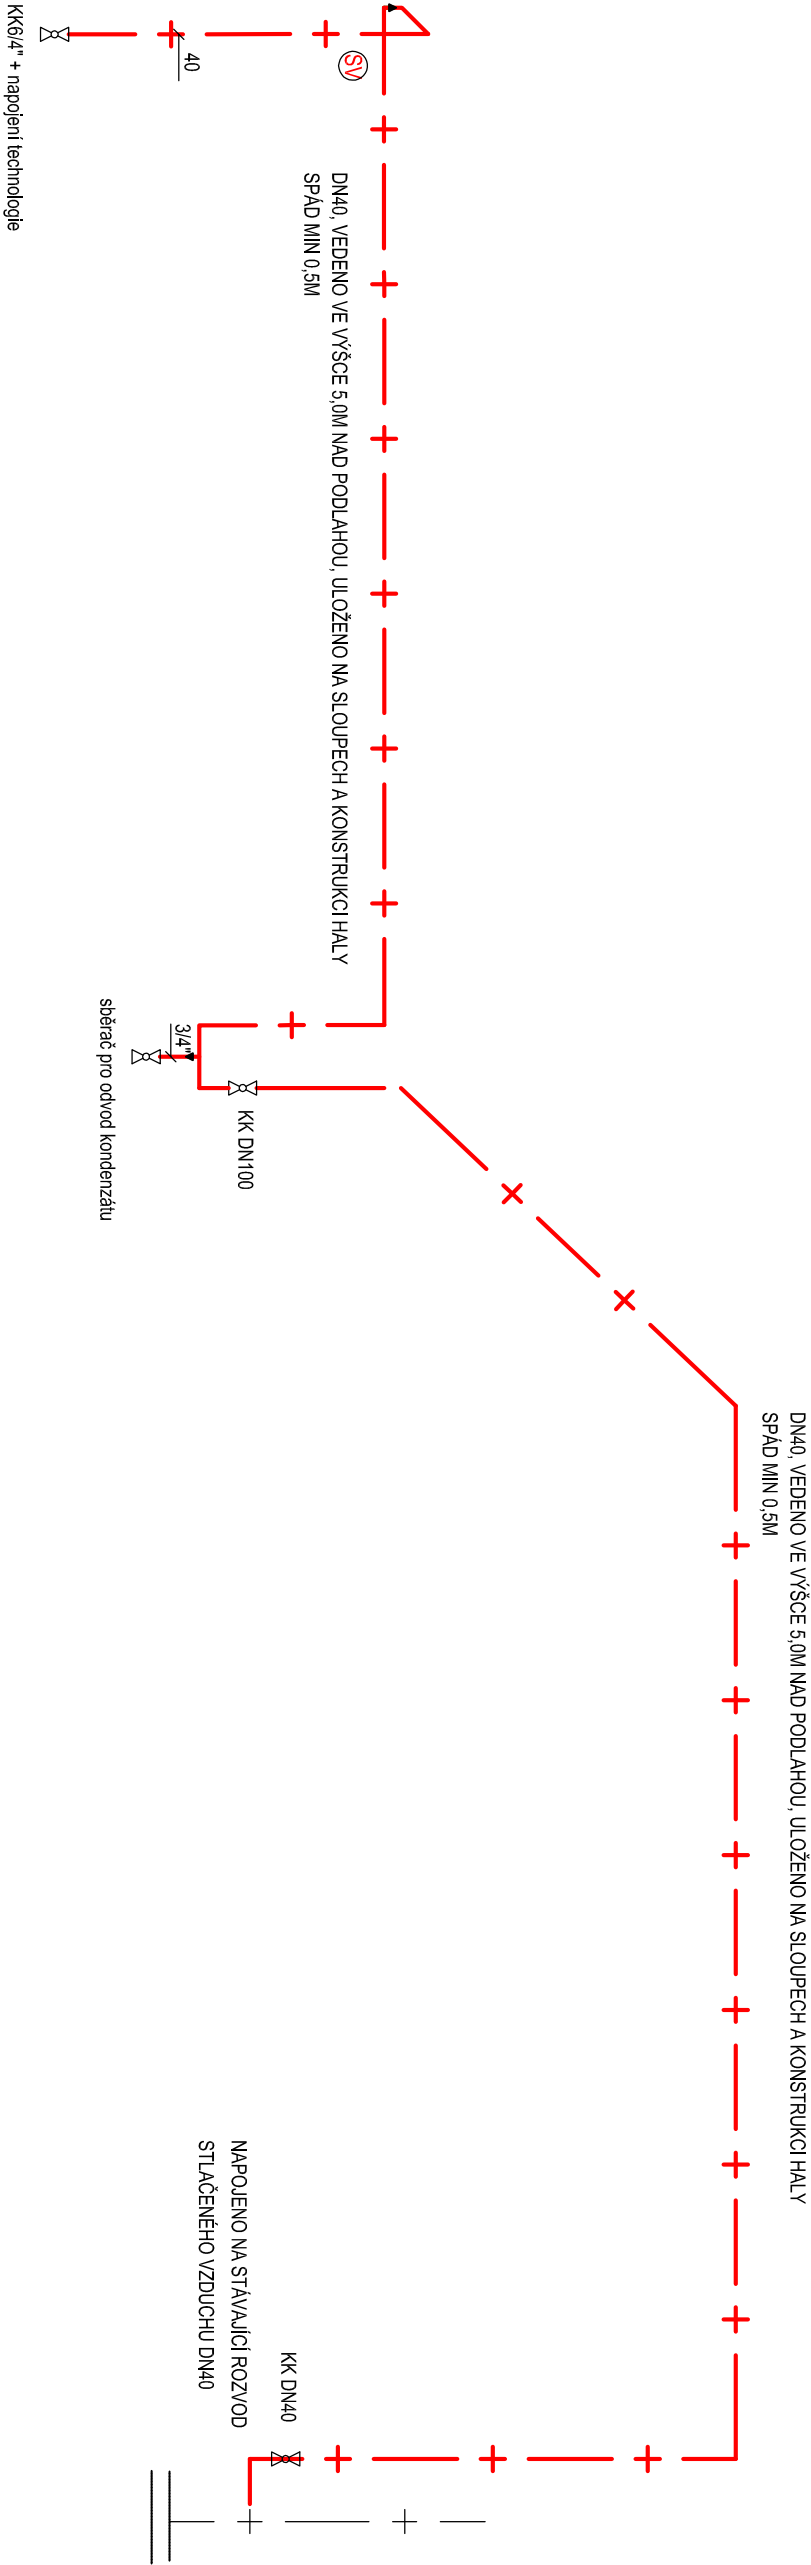 KK6/4" + napojení technologie
40
SV
DN40, VEDENO VE VÝŠCE 5,0M NAD PODLAHOU, ULOŽENO NA SLOUPECH A KONSTRUKCI HALY
SPÁD MIN 0,5M
3/4"
sběrač pro odvod kondenzátu
KK DN100
DN40, VEDENO VE VÝŠCE 5,0M NAD PODLAHOU, ULOŽENO NA SLOUPECH A KONSTRUKCI HALY
SPÁD MIN 0,5M
KK DN40
NAPOJENO NA STÁVAJÍCÍ ROZVOD
STLAČENÉHO VZDUCHU DN40